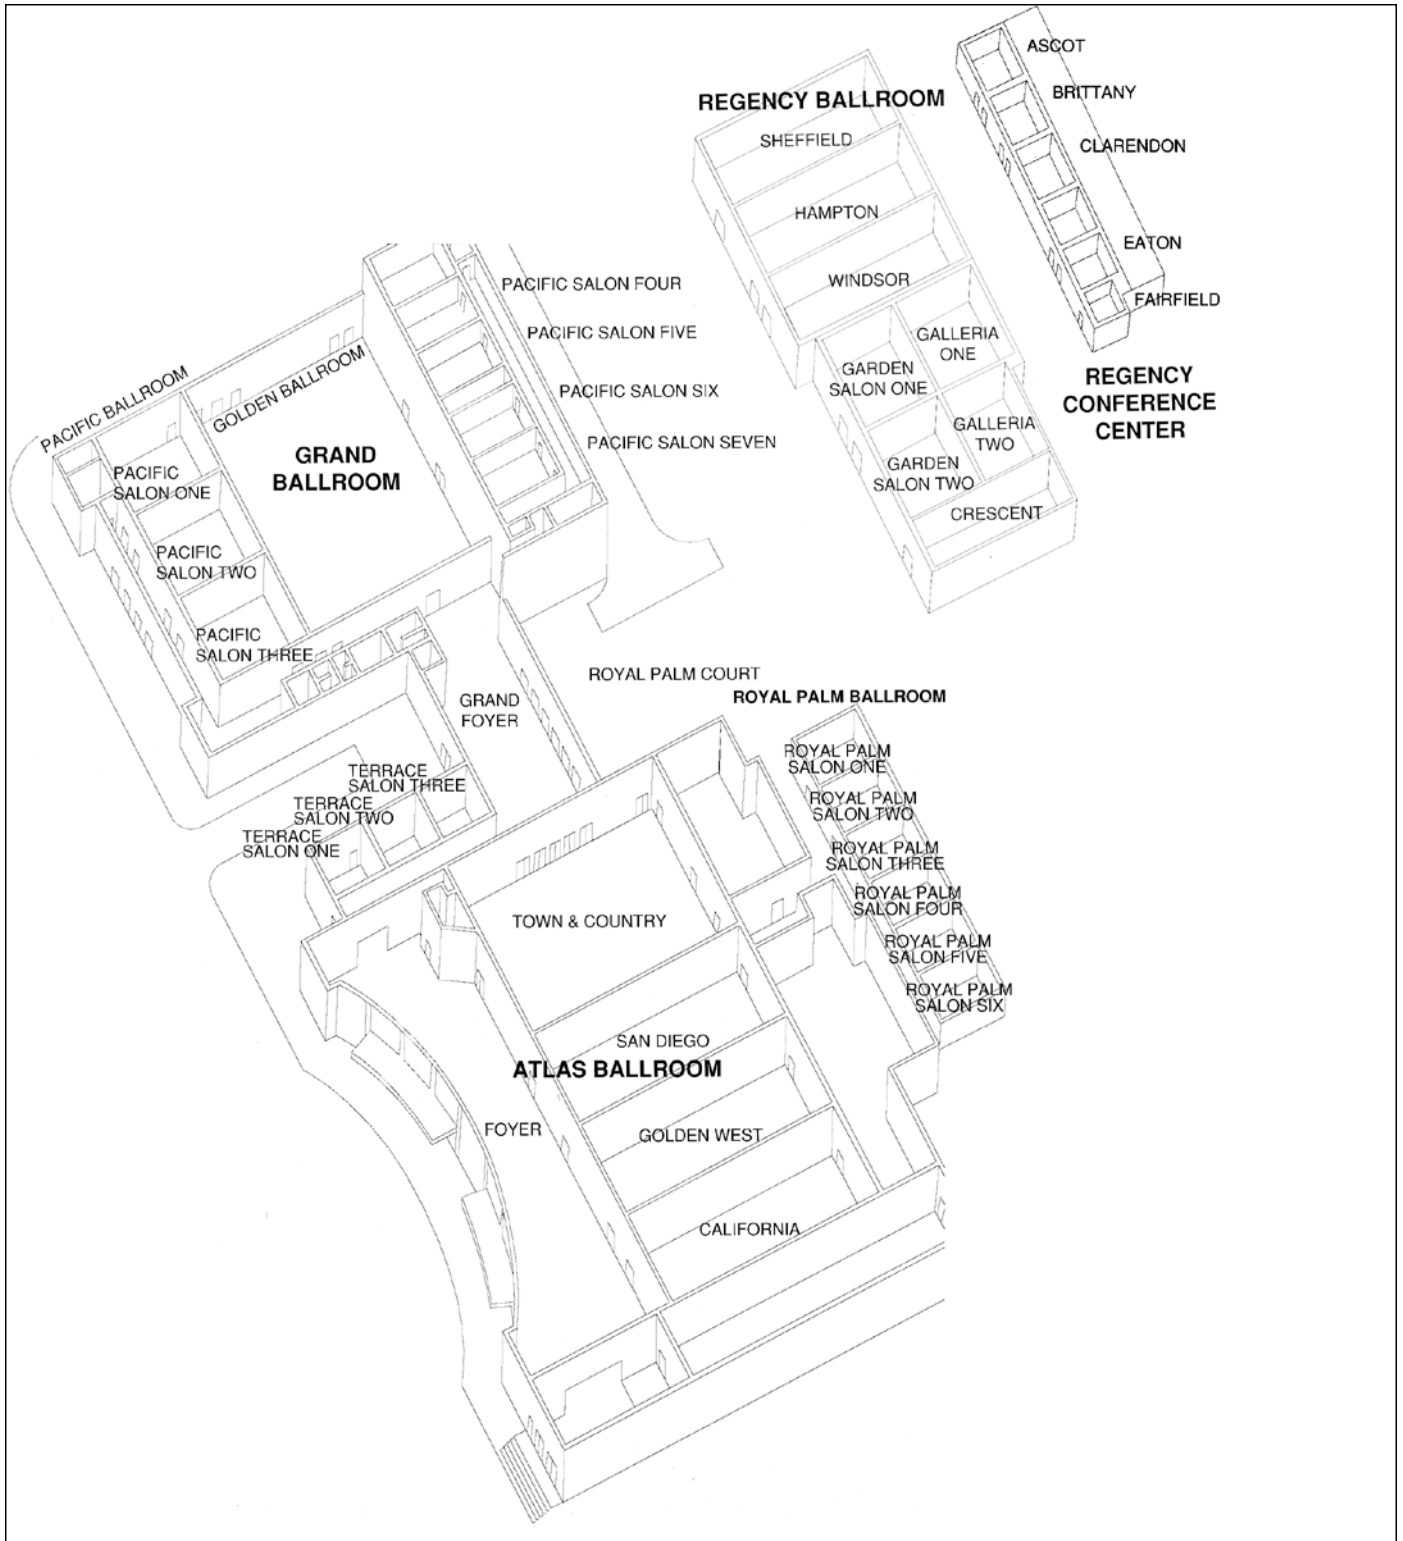 ASCOT
BRITTANY
CLARENDON
EATON
FAIRFIELD
REGENCY
CONFERENCE
CENTER
REGENCY BALLROOM
SHEFFIELD
HAMPTON
WINDSOR
GALLERIA
ONE
GARDEN
SALON ONE
GALLERIA
TWO
GARDEN
SALON TWO
CRESCENT
PACIFIC SALON FOUR
PACIFIC SALON FIVE
PACIFIC SALON SIX
PACIFIC SALON SEVEN
PACIFIC BALLROOM
GOLDEN BALLROOM
GRAND
BALLROOM
PACIFIC
SALON ONE
PACIFIC
SALON TWO
PACIFIC
SALON THREE
GRAND
FOYER
ROYAL PALM COURT
ROYAL PALM BALLROOM
ROYAL PALM
SALON ONE
ROYAL PALM
SALON TWO
ROYAL PALM
SALON THREE
ROYAL PALM
SALON FOUR
ROYAL PALM
SALON FIVE
ROYAL PALM
SALON SIX
TERRACE
SALON THREE
TERRACE
SALON TWO
TERRACE
SALON ONE
TOWN & COUNTRY
SAN DIEGO
ATLAS BALLROOM
FOYER
GOLDEN WEST
CALIFORNIA